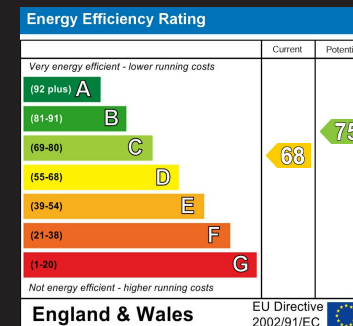 Energy Efficiency Rating
Current
Potenti
Very energy efficient - lower running costs
(92 plus) A
(81-91) B
(69-80) C
(55-68) D
(39-54) E
(21-38) F
(1-20) G
68
75
Not energy efficient - higher running costs
England & Wales
EU Directive
2002/91/EC